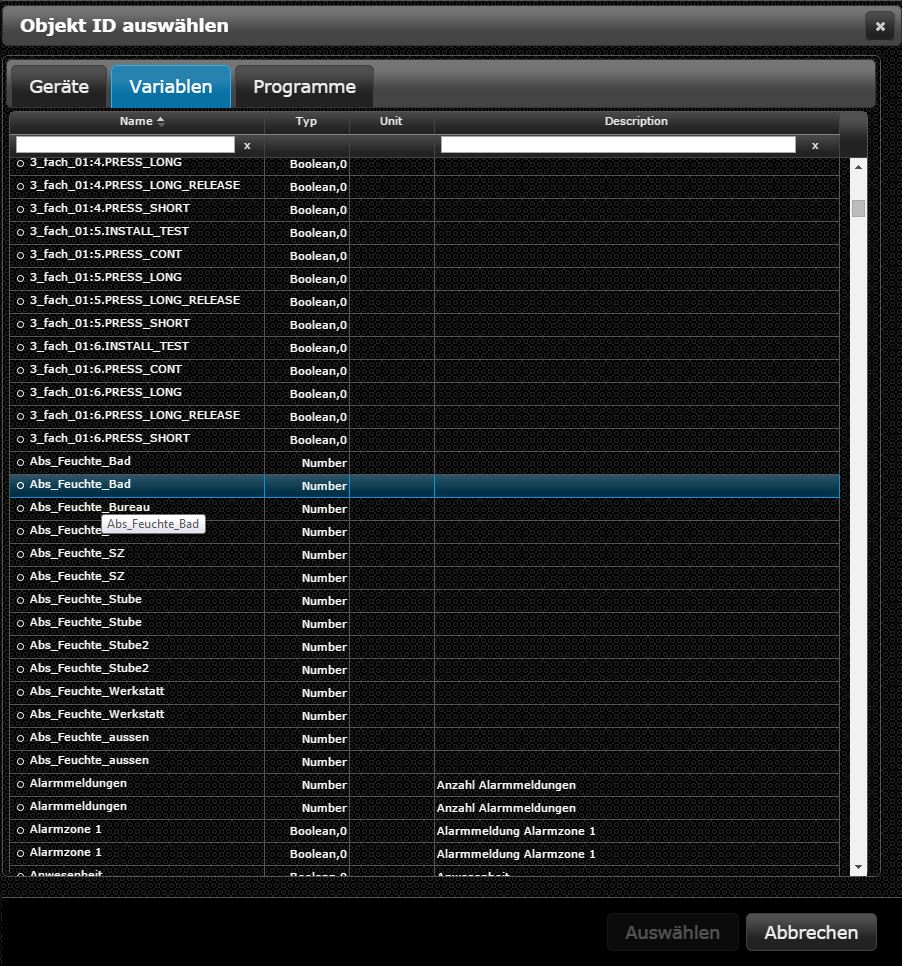 Objekt ID auswählen
Geräte Variablen Programme
Name Typ Unit Description
x x
3_fach_01:4.PRESS_LONG Boolean,0
3_fach_01:4.PRESS_LONG_RELEASE Boolean,0
3_fach_01:4.PRESS_SHORT Boolean,0
3_fach_01:5.INSTALL_TEST Boolean,0
3_fach_01:5.PRESS_CONT Boolean,0
3_fach_01:5.PRESS_LONG Boolean,0
3_fach_01:5.PRESS_LONG_RELEASE Boolean,0
3_fach_01:5.PRESS_SHORT Boolean,0
3_fach_01:6.INSTALL_TEST Boolean,0
3_fach_01:6.PRESS_CONT Boolean,0
3_fach_01:6.PRESS_LONG Boolean,0
3_fach_01:6.PRESS_LONG_RELEASE Boolean,0
3_fach_01:6.PRESS_SHORT Boolean,0
Abs_Feuchte_Bad Number
Abs_Feuchte_Bad Number
Abs_Feuchte_Bureau Number
Abs_Feuchte_Bad
Abs_Feuchte_ Number
Abs_Feuchte_SZ Number
Abs_Feuchte_SZ Number
Abs_Feuchte_Stube Number
Abs_Feuchte_Stube Number
Abs_Feuchte_Stube2 Number
Abs_Feuchte_Stube2 Number
Abs_Feuchte_Werkstatt Number
Abs_Feuchte_Werkstatt Number
Abs_Feuchte_aussen Number
Abs_Feuchte_aussen Number
Alarmmeldungen Number Anzahl Alarmmeldungen
Alarmmeldungen Number Anzahl Alarmmeldungen
Alarmzone 1 Boolean,0 Alarmmeldung Alarmzone 1
Alarmzone 1 Boolean,0 Alarmmeldung Alarmzone 1
Anwesenheit Boolean,0 Anwesenheit
Auswählen Abbrechen